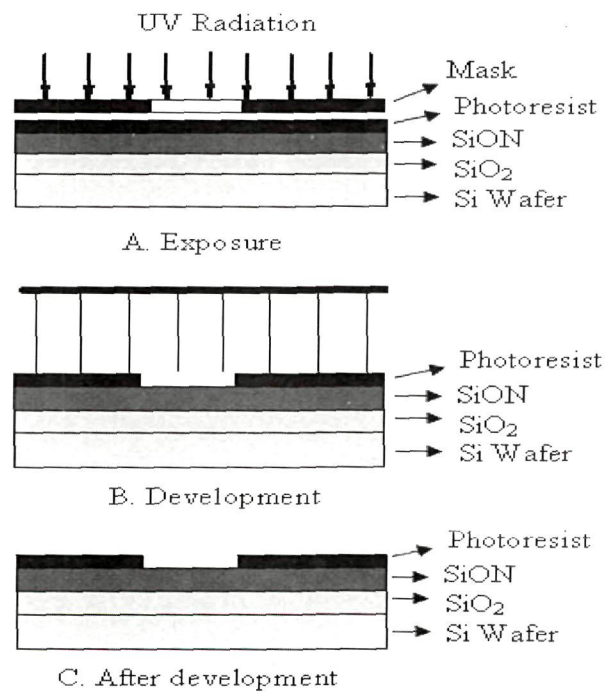 UV Radiation
Mask
Photoresist
SiON
SiO₂
Si Wafer
A. Exposure
Photoresist
SiON
SiO₂
Si Wafer
B. Development
Photoresist
SiON
SiO₂
Si Wafer
C. After development